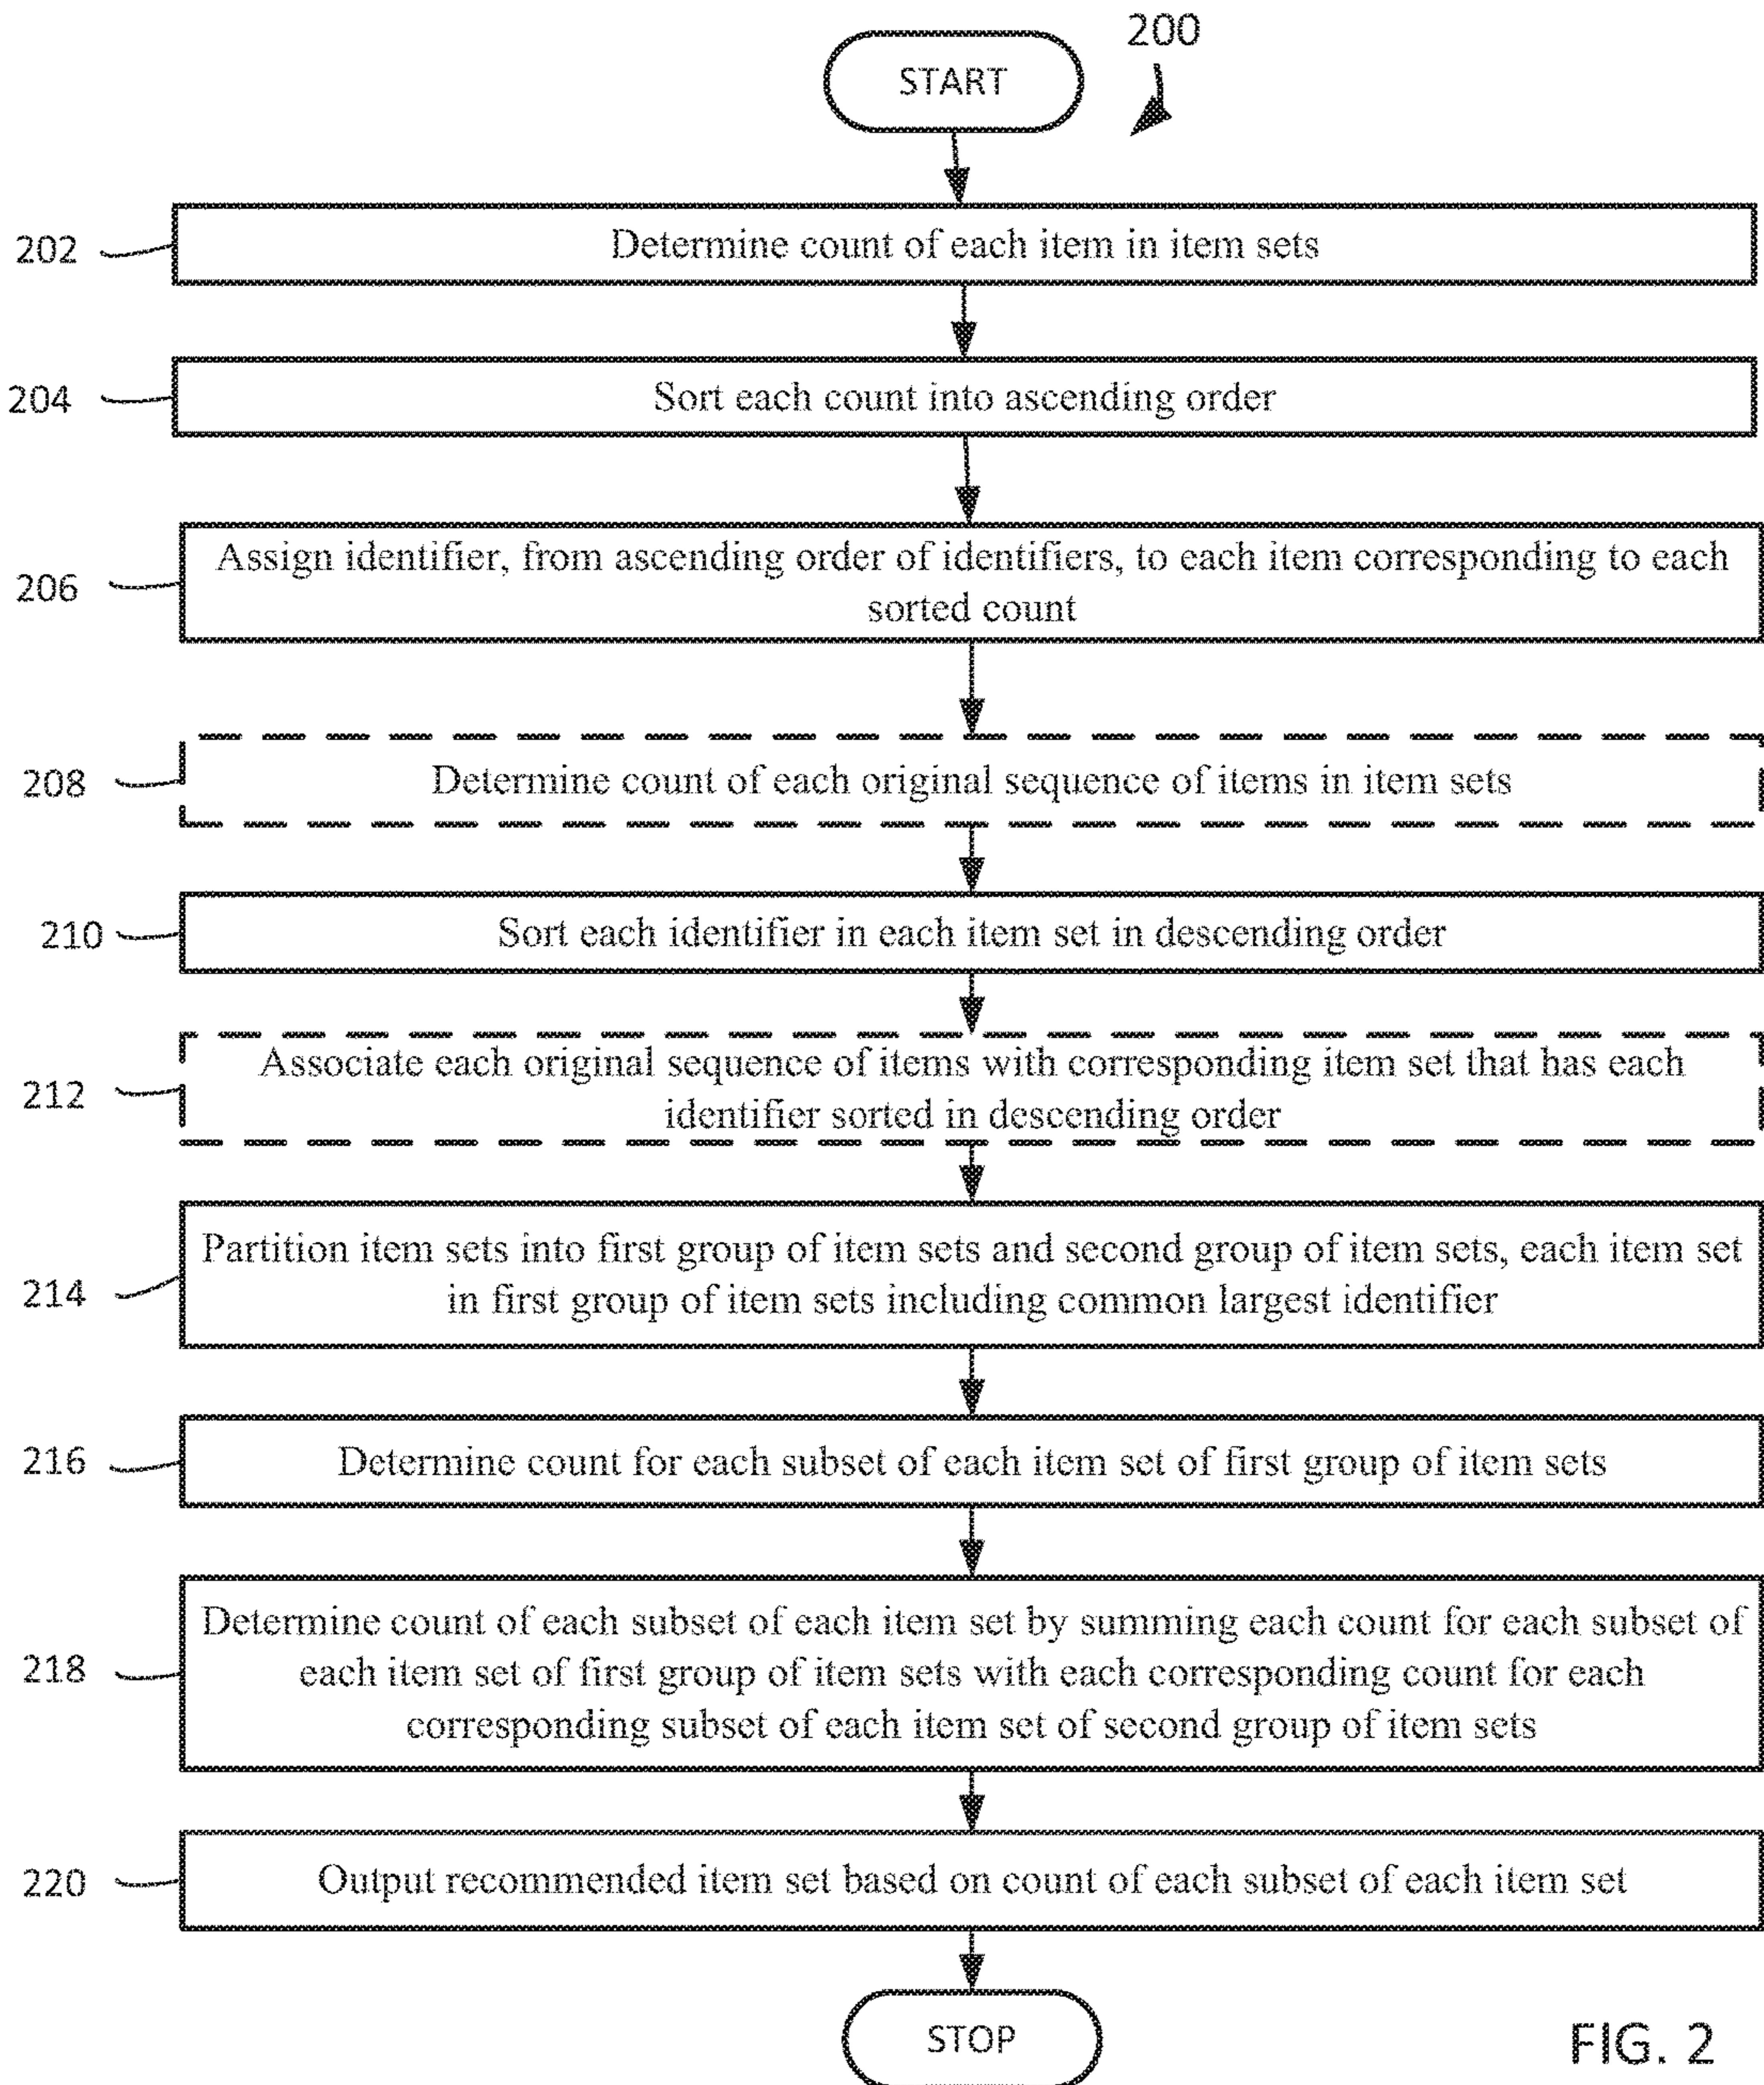 200
START
202
Determine count of each item in item sets
204
Sort each count into ascending order
206
Assign identifier, from ascending order of identifiers, to each item corresponding to each
sorted count
208
Determine count of each original sequence of items in item sets
210
Sort each identifier in each item set in descending order
212
Associate each original sequence of items with corresponding item set that has each
identifier sorted in descending order
214
Partition item sets into first group of item sets and second group of item sets, each item set
in first group of item sets including common largest identifier
216
Determine count for each subset of each item set of first group of item sets
218
Determine count of each subset of each item set by summing each count for each subset of
each item set of first group of item sets with each corresponding count for each
corresponding subset of each item set of second group of item sets
220
Output recommended item set based on count of each subset of each item set
STOP
FIG. 2